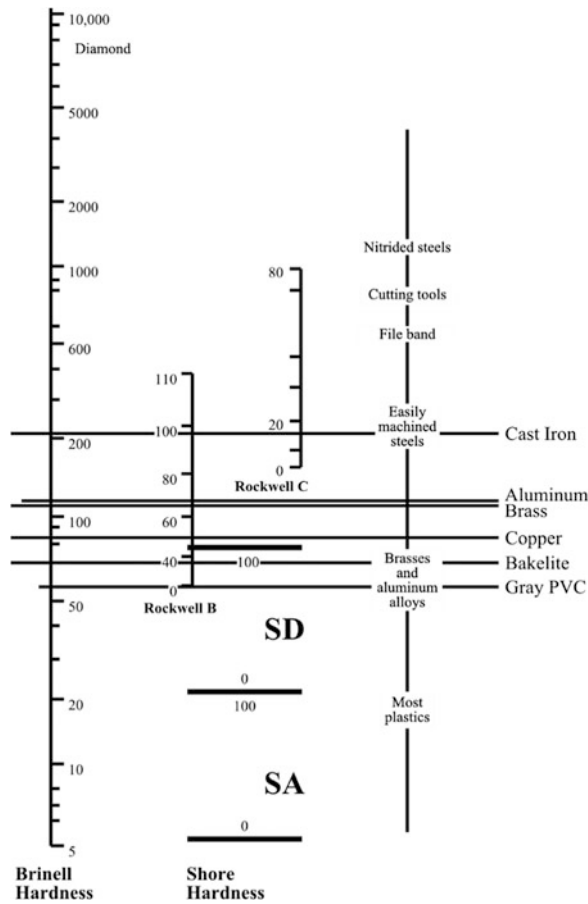 10,000
Diamond
5000
2000
Nitrided steels
1000
80
Cutting tools
File band
600
110
Easily
machined
steels
20
100
Cast Iron
200
0
80
Rockwell C
Aluminum
Brass
100
60
Copper
100
40
Brasses
and
aluminum
alloys
Bakelite
0
Gray PVC
50
Rockwell B
SD
0
20
100
Most
plastics
10
SA
0
5
Brinell
Hardness
Shore
Hardness